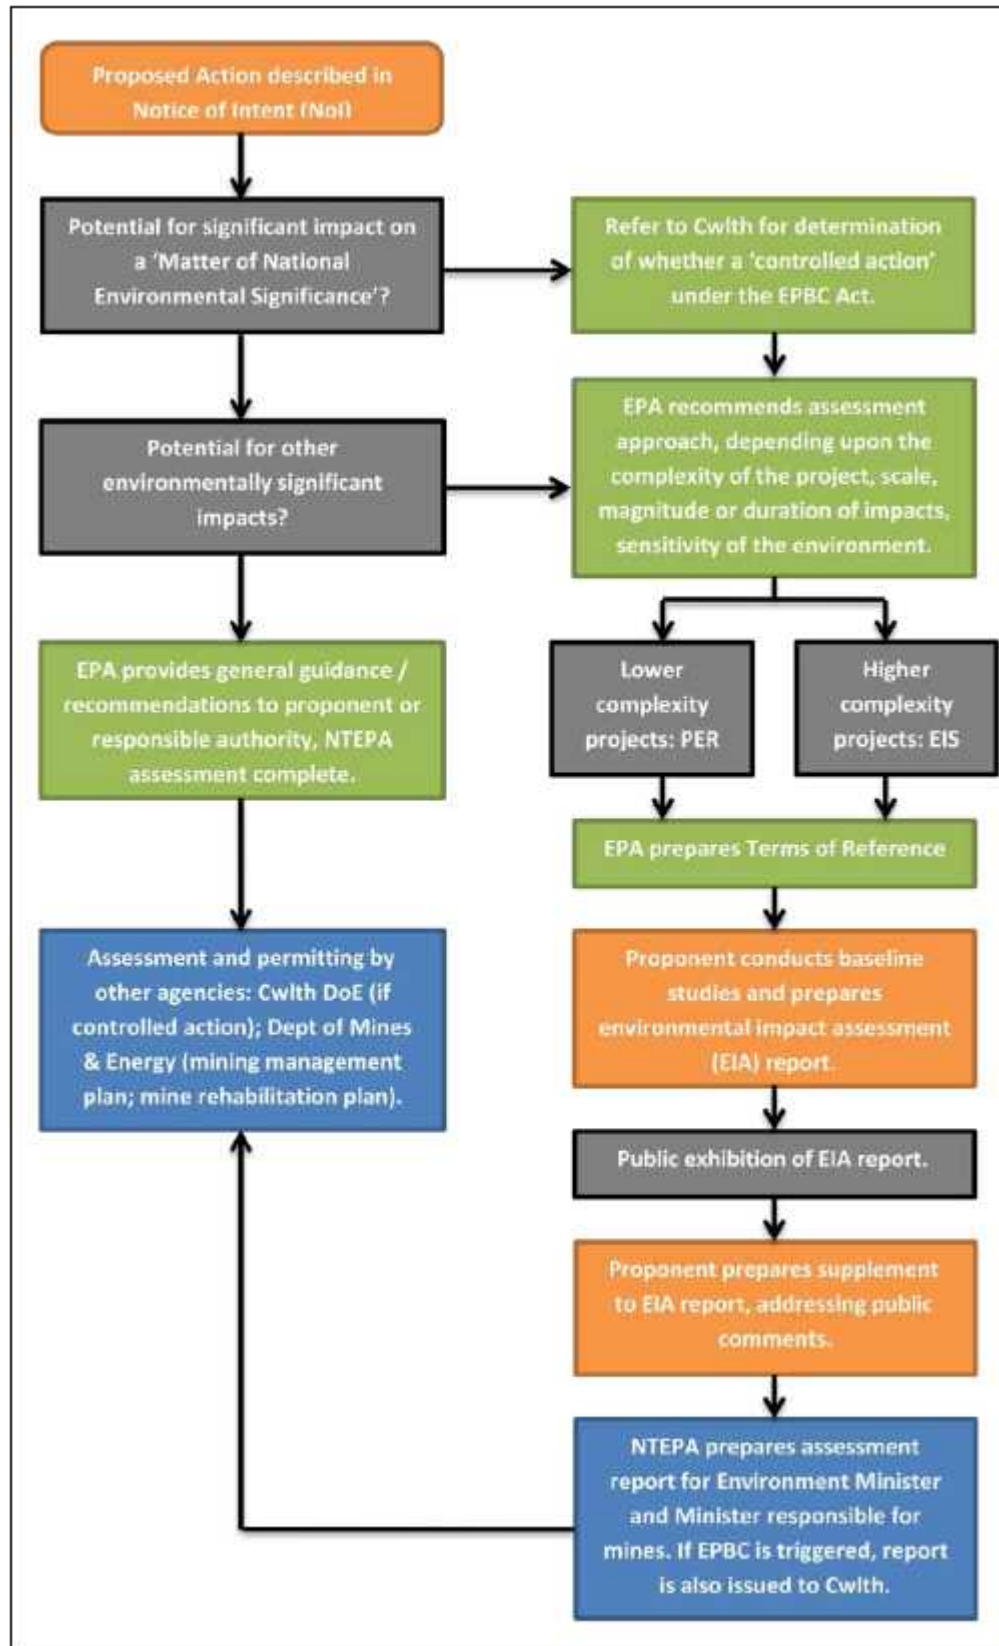 Proposed Action described in
Notice of Intent (NoI)
Potential for significant impact on
a 'Matter of National
Environmental Significance'?
Refer to Cwlth for determination
of whether a 'controlled action'
under the EPBC Act.
Potential for other
environmentally significant
impacts?
EPA recommends assessment
approach, depending upon the
complexity of the project, scale,
magnitude or duration of impacts,
sensitivity of the environment.
EPA provides general guidance /
recommendations to proponent or
responsible authority, NTEPA
assessment complete.
Lower
complexity
projects: PER
Higher
complexity
projects: EIS
EPA prepares Terms of Reference
Assessment and permitting by
other agencies: Cwlth DoE (if
controlled action); Dept of Mines
& Energy (mining management
plan; mine rehabilitation plan).
Proponent conducts baseline
studies and prepares
environmental impact assessment
(EIA) report.
Public exhibition of EIA report.
Proponent prepares supplement
to EIA report, addressing public
comments.
NTEPA prepares assessment
report for Environment Minister
and Minister responsible for
mines. If EPBC is triggered, report
is also issued to Cwlth.